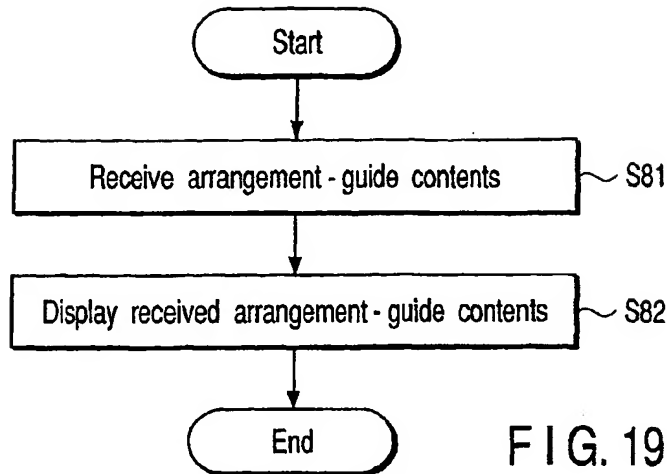 Start
Receive arrangement-guide contents
S81
Display received arrangement-guide contents
S82
End
FIG. 19